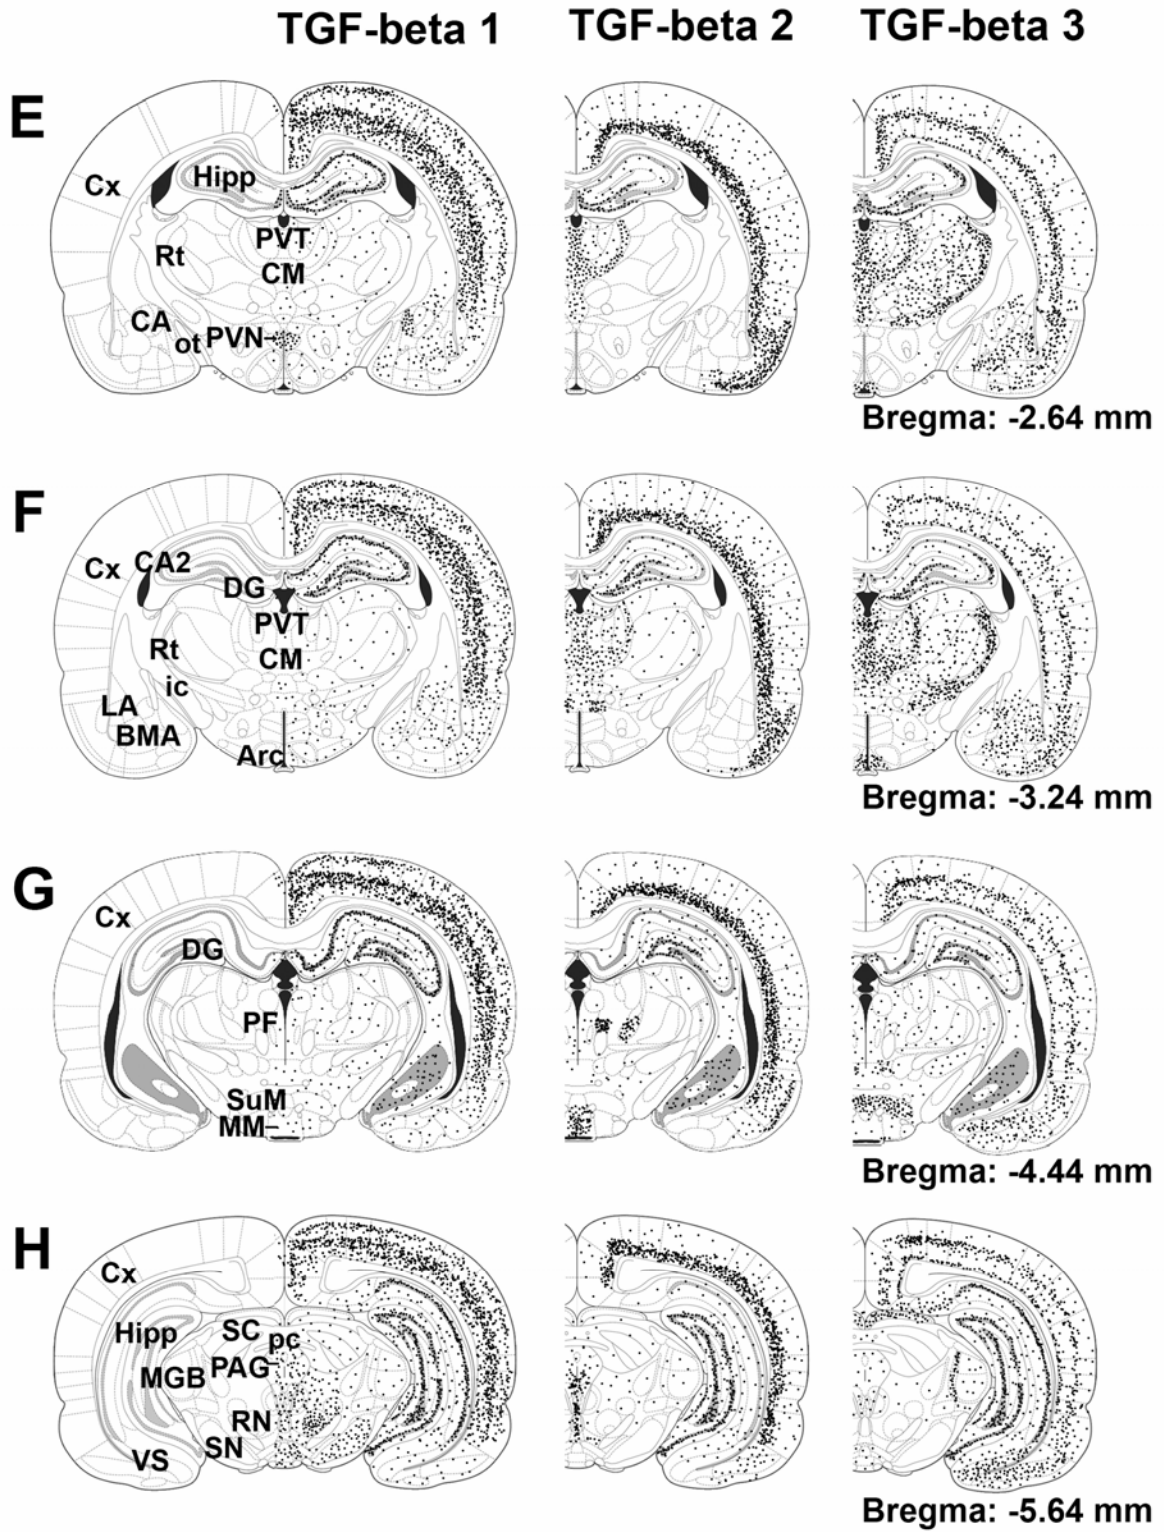 TGF-beta 1 TGF-beta 2 TGF-beta 3
E
Cx
Hipp
PVT
Rt
CM
CA
ot
PVN
Bregma: -2.64 mm
F
Cx
CA2
DG
PVT
Rt
CM
ic
LA
BMA
Arc
Bregma: -3.24 mm
G
Cx
DG
PF
SuM
MM
Bregma: -4.44 mm
H
Cx
Hipp
SC
pc
PAG
MGB
RN
SN
VS
Bregma: -5.64 mm